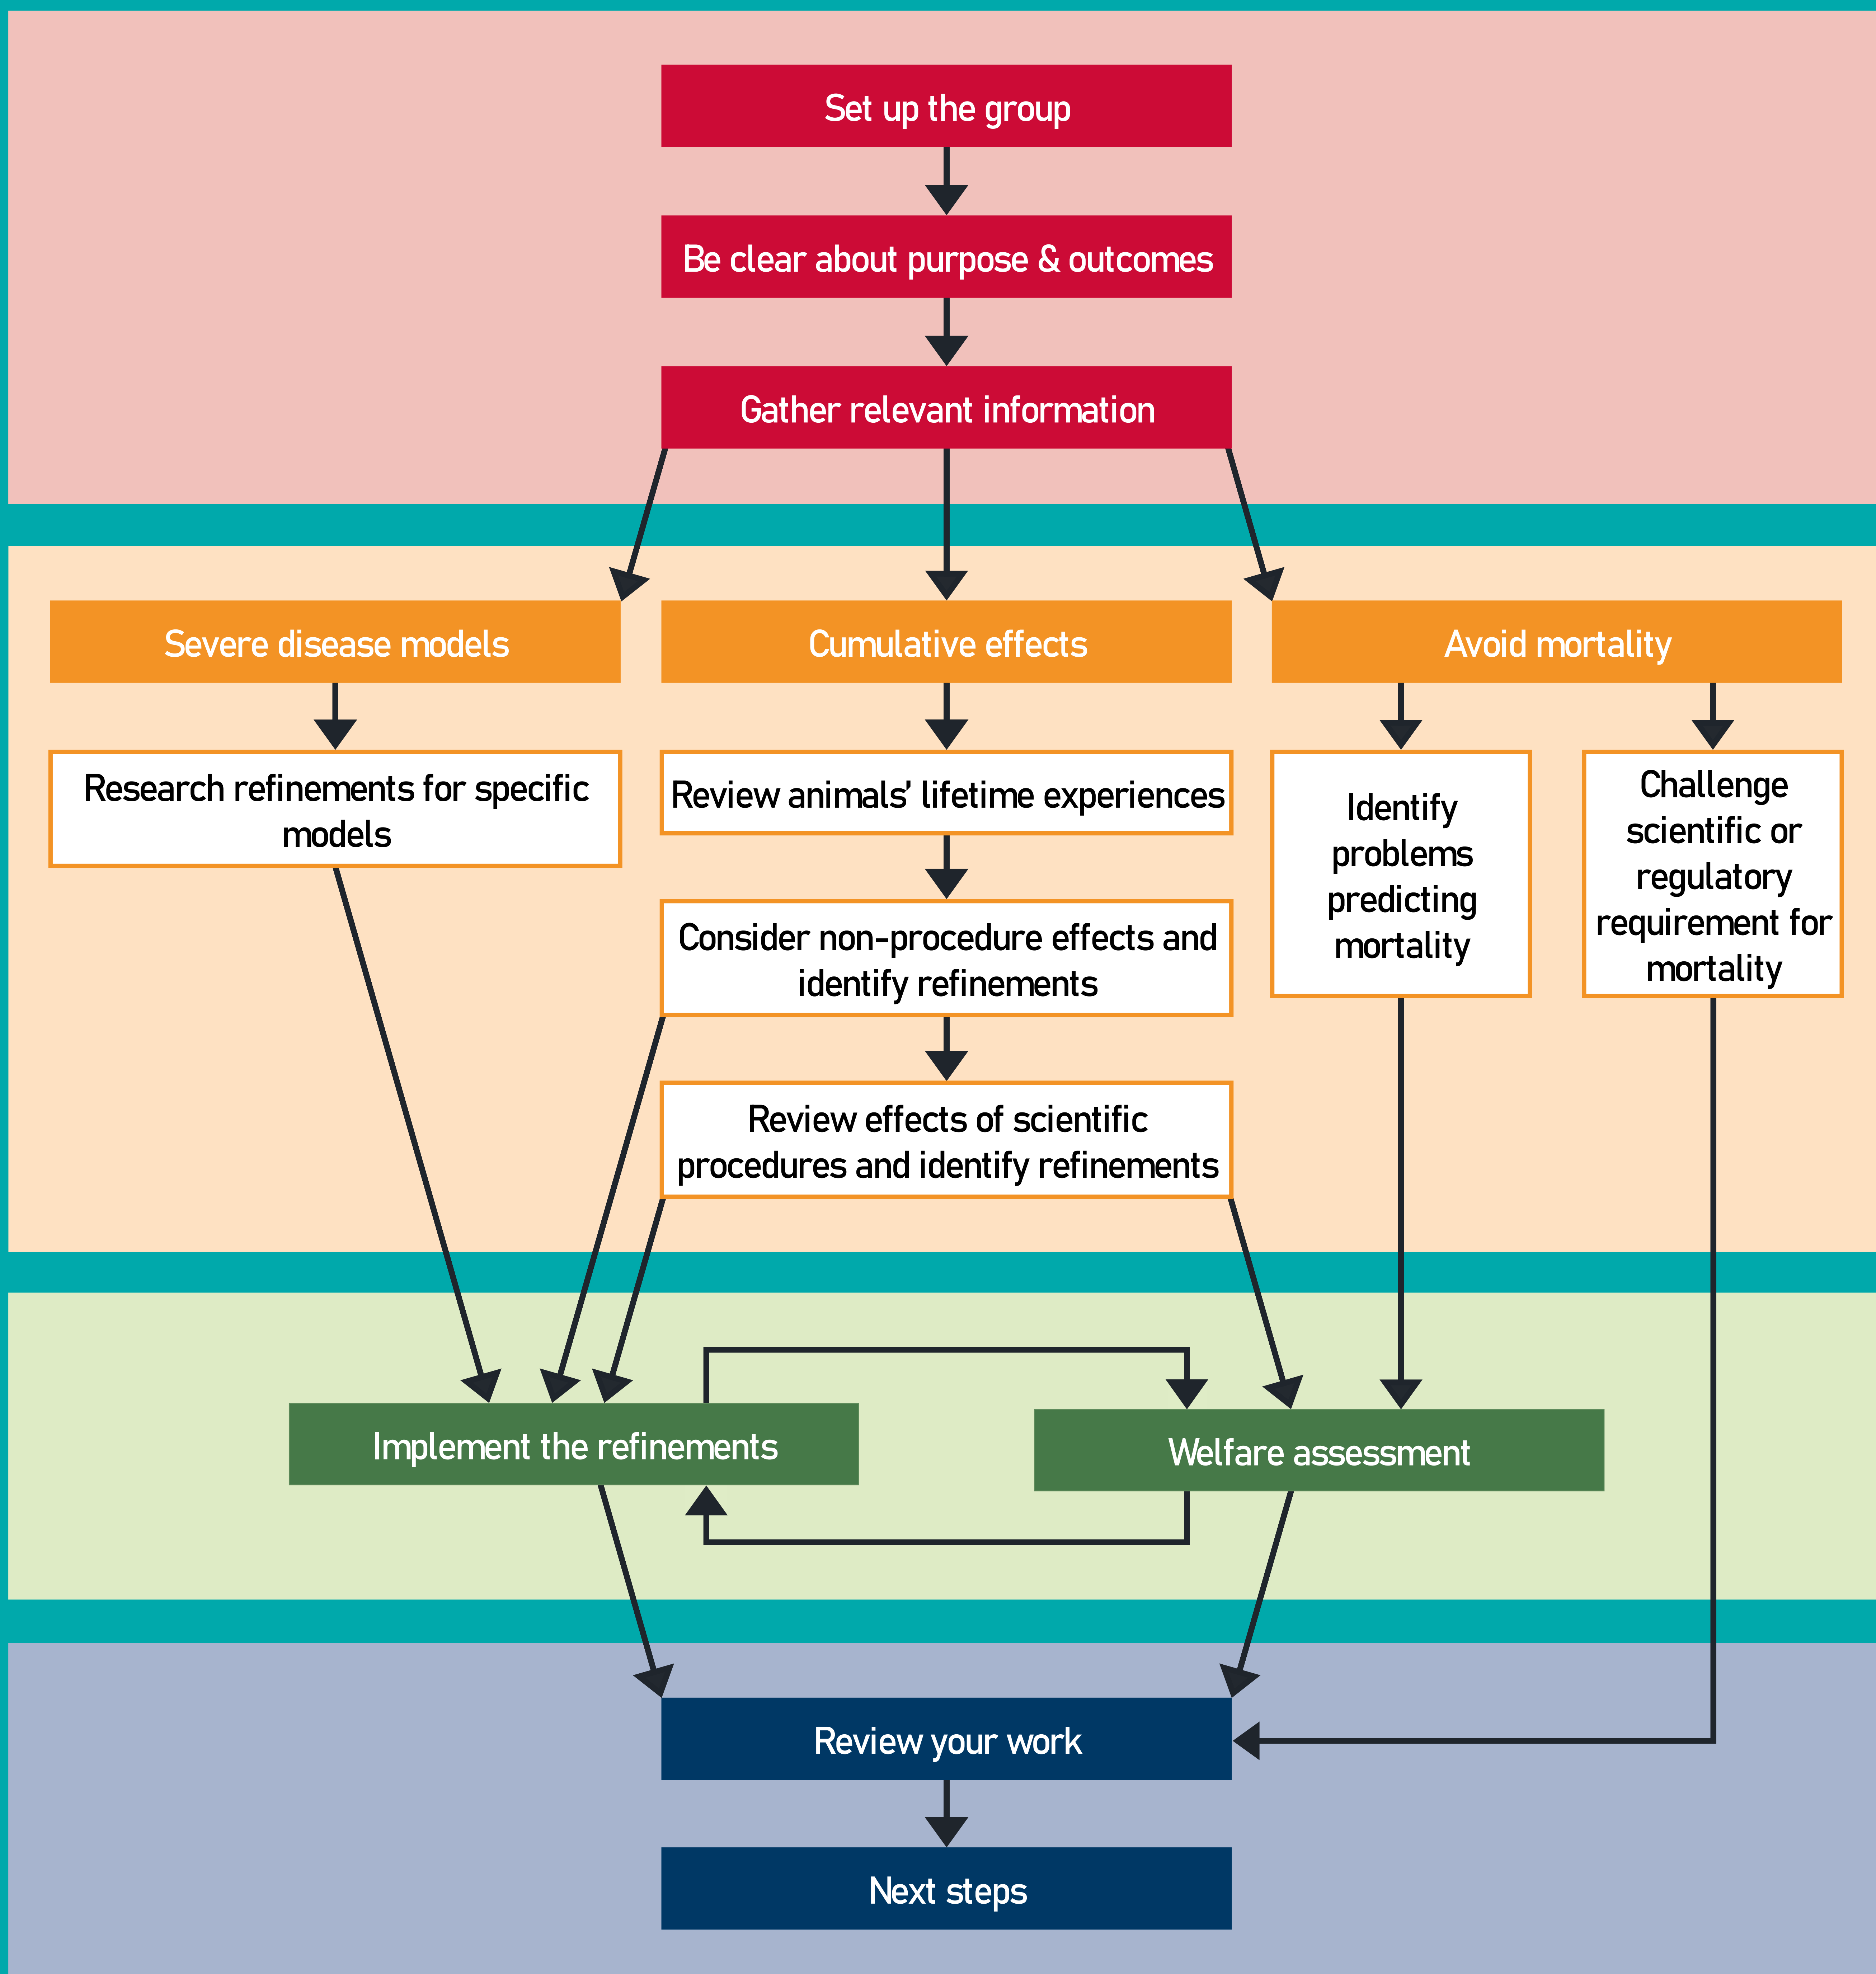 Set up the group
Be clear about purpose & outcomes
Gather relevant information
Severe disease models
Cumulative effects
Avoid mortality
Research refinements for specific
models
Review animals’ lifetime experiences
Consider non-procedure effects and
identify refinements
Review effects of scientific
procedures and identify refinements
Identify
problems
predicting
mortality
Challenge
scientific or
regulatory
requirement for
mortality
Implement the refinements
Welfare assessment
Review your work
Next steps